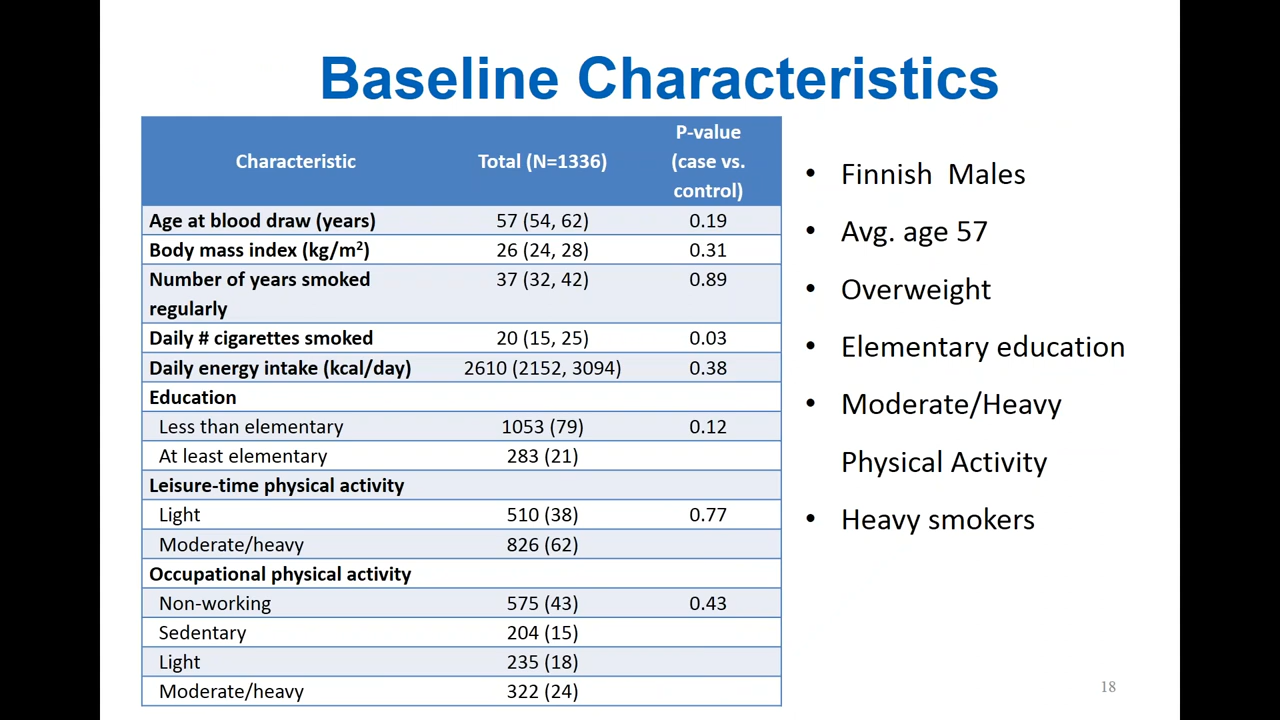 Baseline Characteristics
Characteristic Total (N=1336) P-value (case vs. control)
Age at blood draw (years) 57 (54, 62) 0.19
Body mass index (kg/m²) 26 (24, 28) 0.31
Number of years smoked regularly 37 (32, 42) 0.89
Daily # cigarettes smoked 20 (15, 25) 0.03
Daily energy intake (kcal/day) 2610 (2152, 3094) 0.38
Education
Less than elementary 1053 (79) 0.12
At least elementary 283 (21)
Leisure-time physical activity
Light 510 (38) 0.77
Moderate/heavy 826 (62)
Occupational physical activity
Non-working 575 (43) 0.43
Sedentary 204 (15)
Light 235 (18)
Moderate/heavy 322 (24)
• Finnish Males
• Avg. age 57
• Overweight
• Elementary education
• Moderate/Heavy
Physical Activity
• Heavy smokers
18